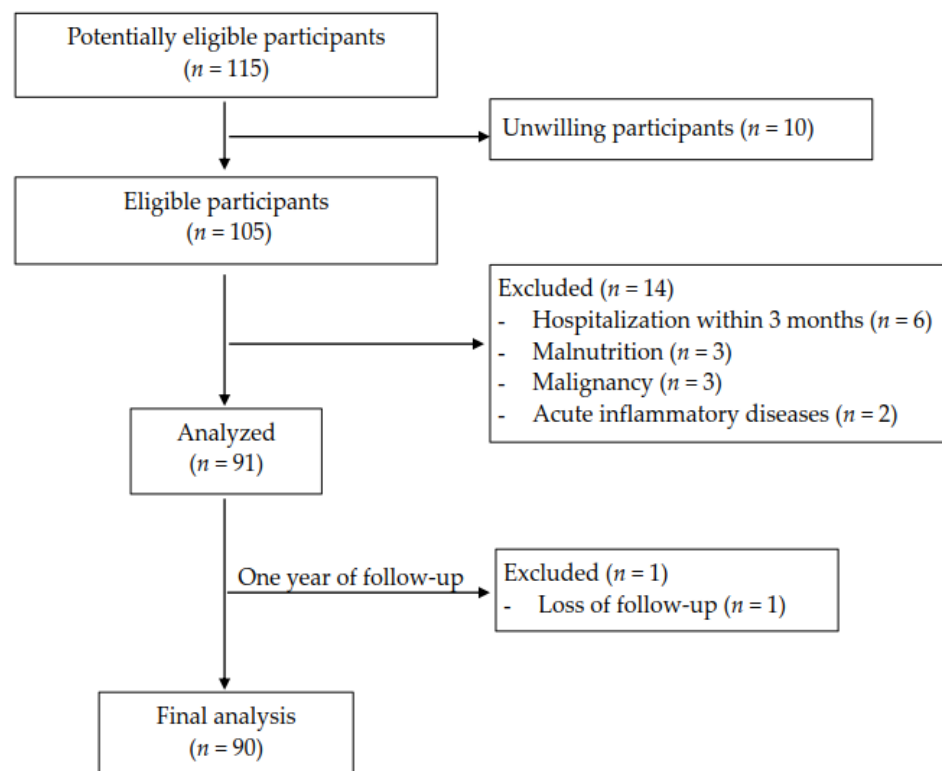 Potentially eligible participants
(n = 115)
Unwilling participants (n = 10)
Eligible participants
(n = 105)
Excluded (n = 14)
- Hospitalization within 3 months (n = 6)
- Malnutrition (n = 3)
- Malignancy (n = 3)
- Acute inflammatory diseases (n = 2)
Analyzed
(n = 91)
One year of follow-up
Excluded (n = 1)
- Loss of follow-up (n = 1)
Final analysis
(n = 90)